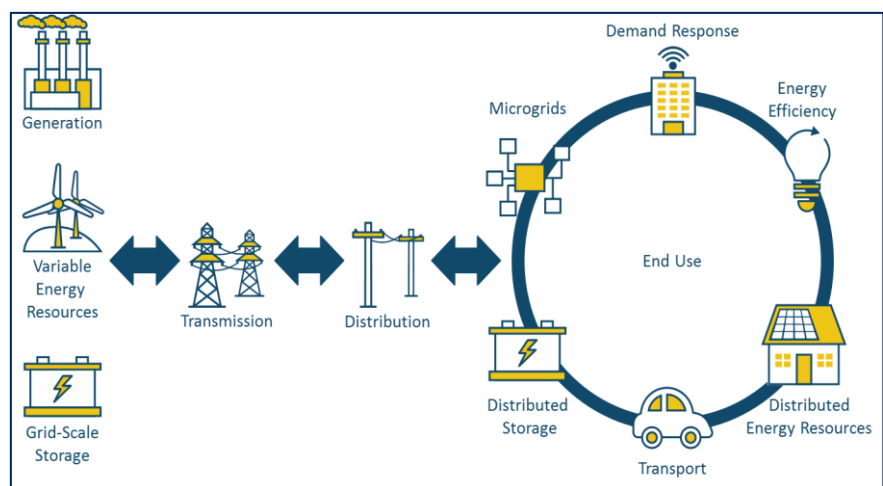 Generation
Variable
Energy
Resources
Grid-Scale
Storage
Transmission
Distribution
Demand Response
Microgrids
Energy
Efficiency
End Use
Distributed
Storage
Transport
Distributed
Energy Resources